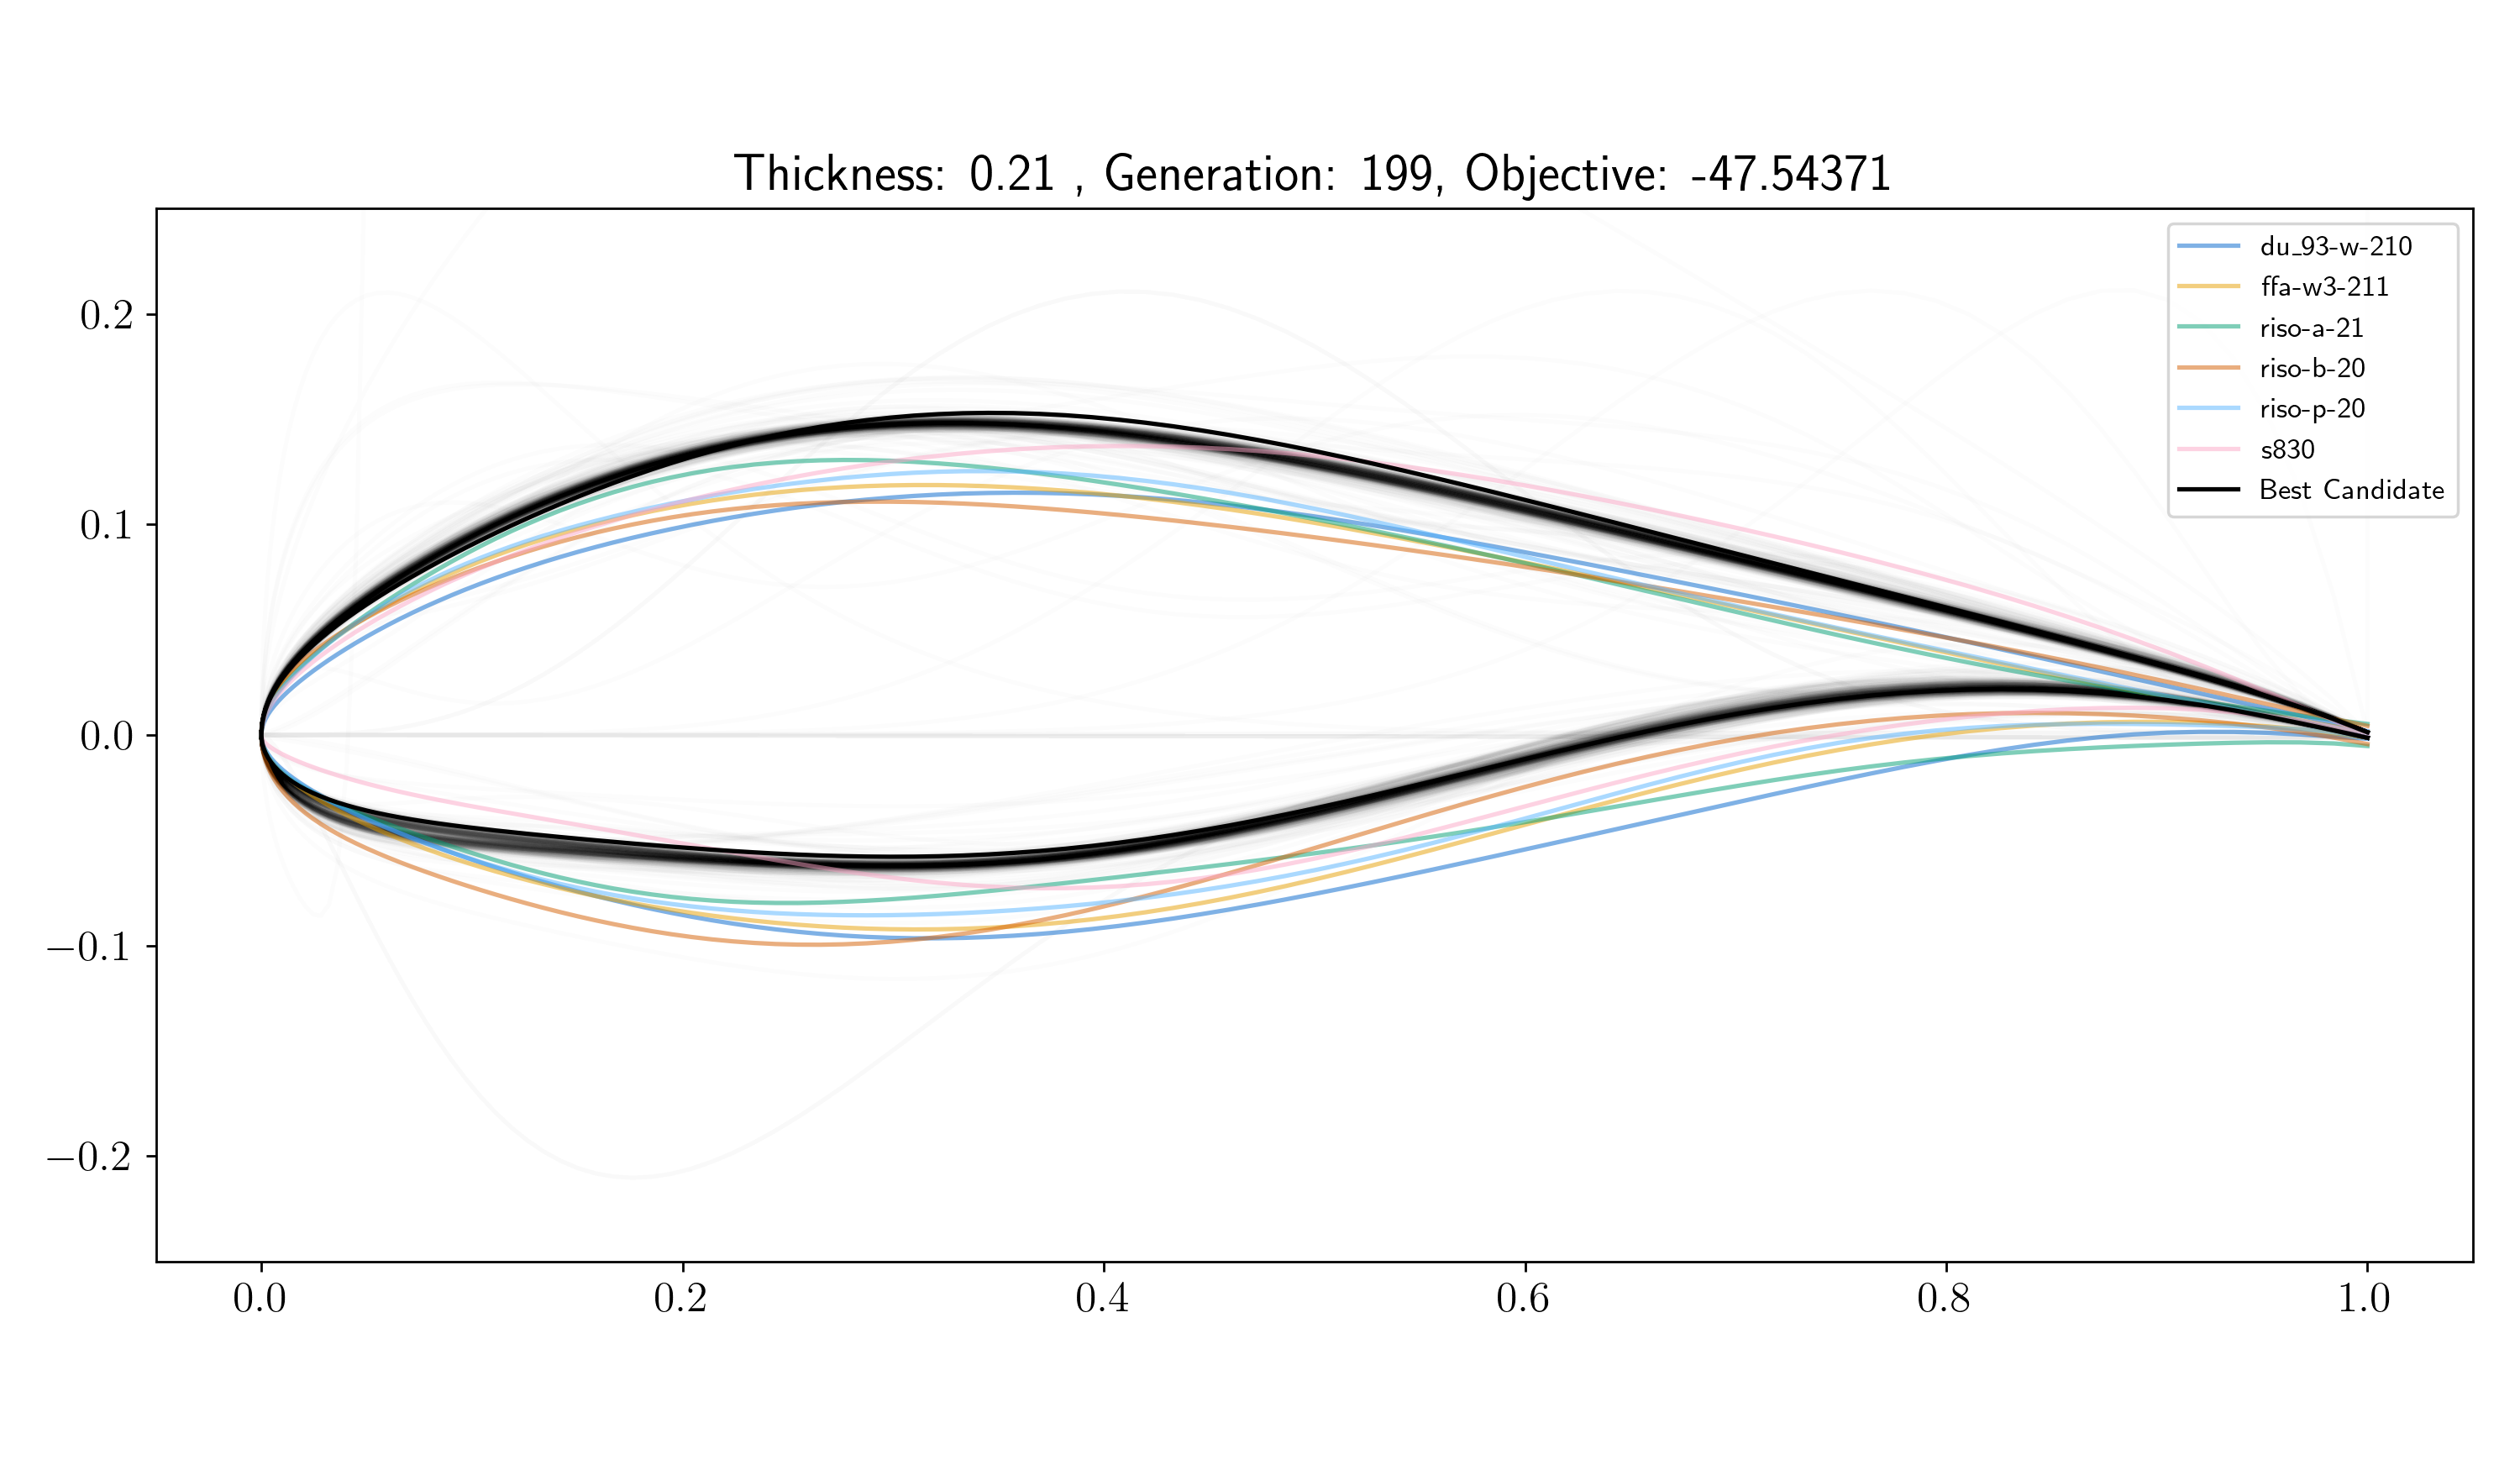 Thickness: 0.21 , Generation: 199, Objective: -47.54371
du_93-w-210
ffa-w3-211
riso-a-21
riso-b-20
riso-p-20
s830
Best Candidate
0.2
0.1
0.0
−0.1
−0.2
0.0 0.2 0.4 0.6 0.8 1.0